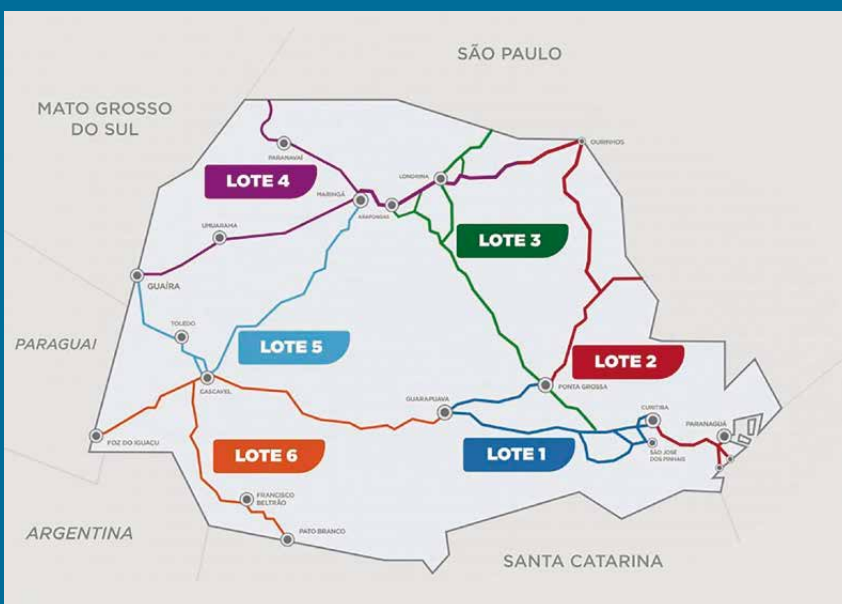 SÃO PAULO
MATO GROSSO
DO SUL
OURINHOS
PARANAVAÍ
LONDRINA
LOTE 4
MARINGÁ
ARAPONGAS
UMUARAMA
LOTE 3
GUAÍRA
TOLEDO
PARAGUAI
LOTE 5
LOTE 2
CASCAVEL
PONTA GROSSA
GUARAPUAVA
CURITIBA
PARANAGUÁ
FOZ DO IGUAÇU
LOTE 6
LOTE 1
SÃO JOSÉ
DOS PINHAIS
FRANCISCO
BELTRÃO
ARGENTINA
PATO BRANCO
SANTA CATARINA